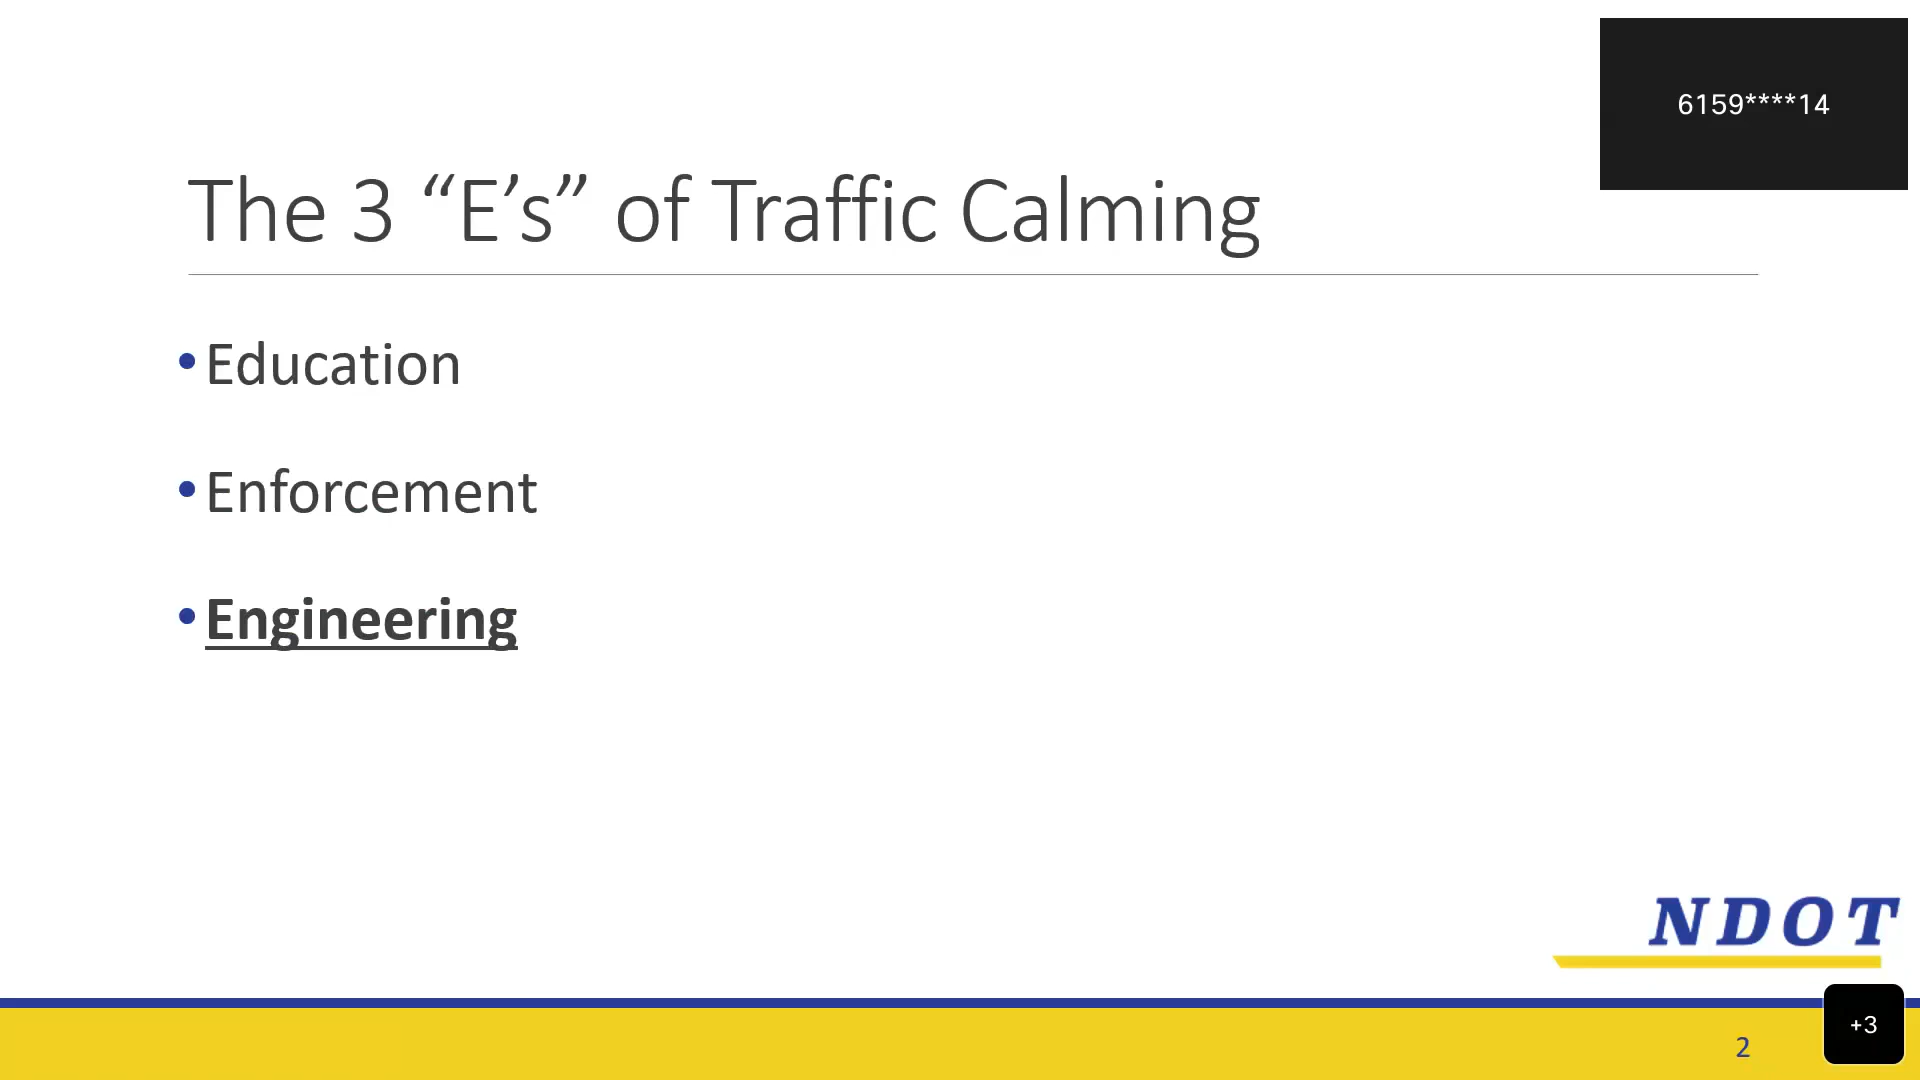 6159****14
The 3 “E’s” of Traffic Calming
•Education
•Enforcement
•Engineering
NDOT
2
+3